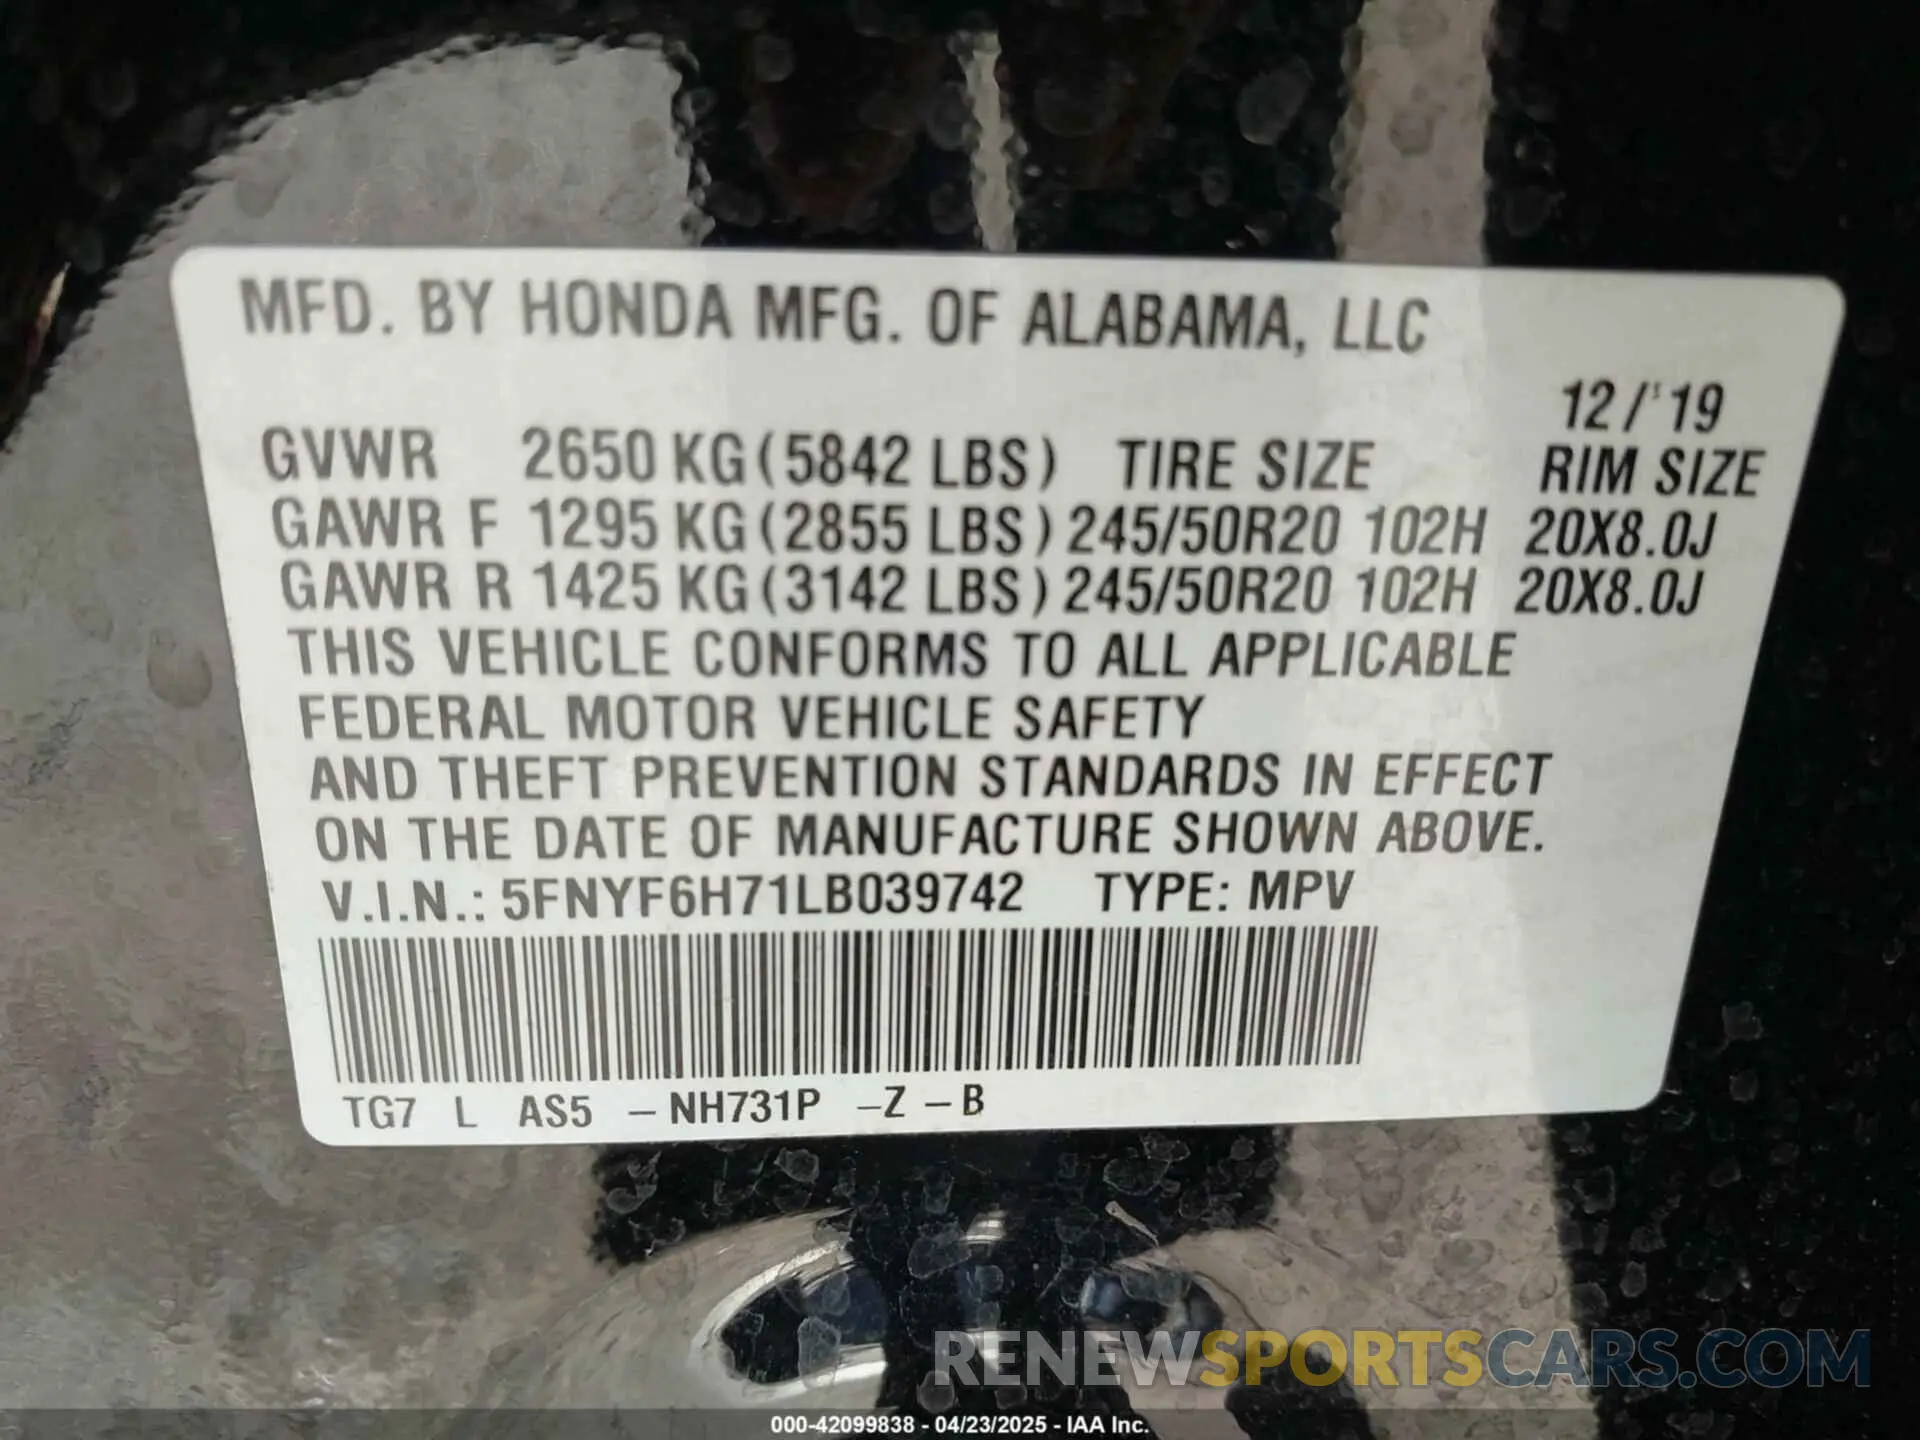 MFD. BY HONDA MFG. OF ALABAMA, LLC
12/'19
GVWR 2650 KG (5842 LBS) TIRE SIZE RIM SIZE
GAWR F 1295 KG (2855 LBS) 245/50R20 102H 20X8.0J
GAWR R 1425 KG (3142 LBS) 245/50R20 102H 20X8.0J
THIS VEHICLE CONFORMS TO ALL APPLICABLE
FEDERAL MOTOR VEHICLE SAFETY
AND THEFT PREVENTION STANDARDS IN EFFECT
ON THE DATE OF MANUFACTURE SHOWN ABOVE.
V.I.N.: 5FNYF6H71LB039742 TYPE: MPV
TG7 L AS5 – NH731P –Z – B
RENEWSPORTSCARS.COM
000-42099838 - 04/23/2025 - IAA Inc.